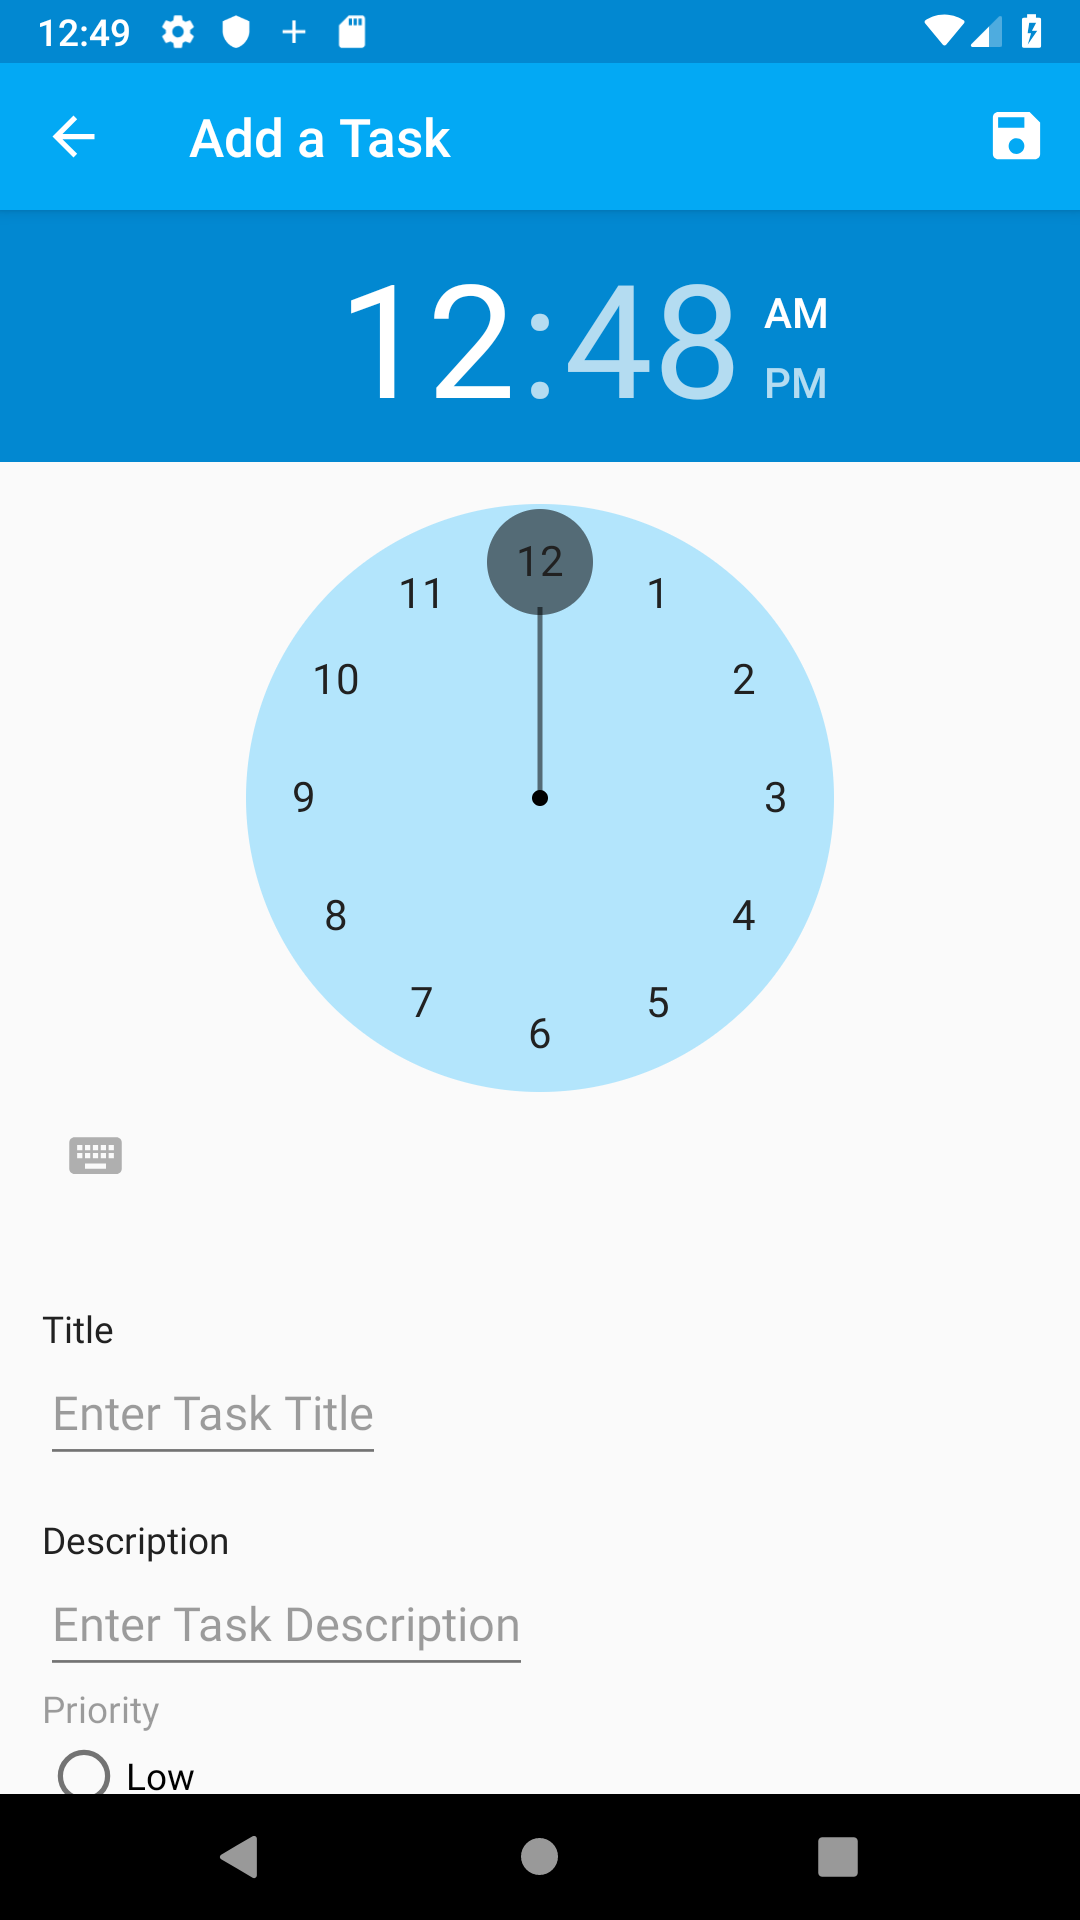 12:49
Add a Task
12:48
AM
PM
12
11
1
10
2
9
3
8
4
7
5
6
Title
Enter Task Title
Description
Enter Task Description
Priority
Low